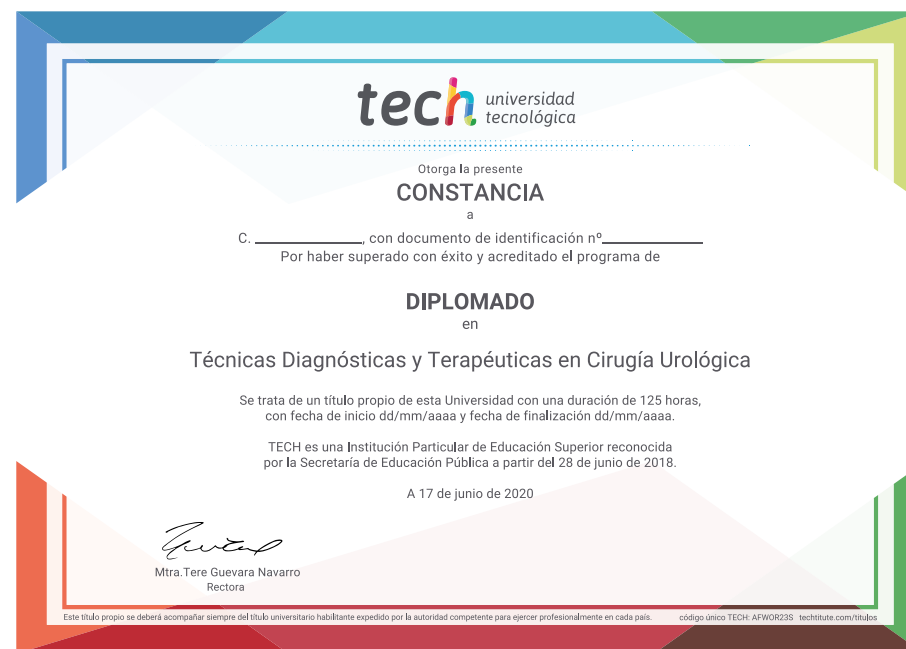 tech universidad
tecnológica
Otorga la presente
CONSTANCIA
a
C. ______________, con documento de identificación nº_____________
Por haber superado con éxito y acreditado el programa de
DIPLOMADO
en
Técnicas Diagnósticas y Terapéuticas en Cirugía Urológica
Se trata de un título propio de esta Universidad con una duración de 125 horas,
con fecha de inicio dd/mm/aaaa y fecha de finalización dd/mm/aaaa.
TECH es una Institución Particular de Educación Superior reconocida
por la Secretaría de Educación Pública a partir del 28 de junio de 2018.
A 17 de junio de 2020
Mtra.Tere Guevara Navarro
Rectora
Este título propio se deberá acompañar siempre del título universitario habilitante expedido por la autoridad competente para ejercer profesionalmente en cada país. código único TECH: AFWOR23S techtitute.com/titulos